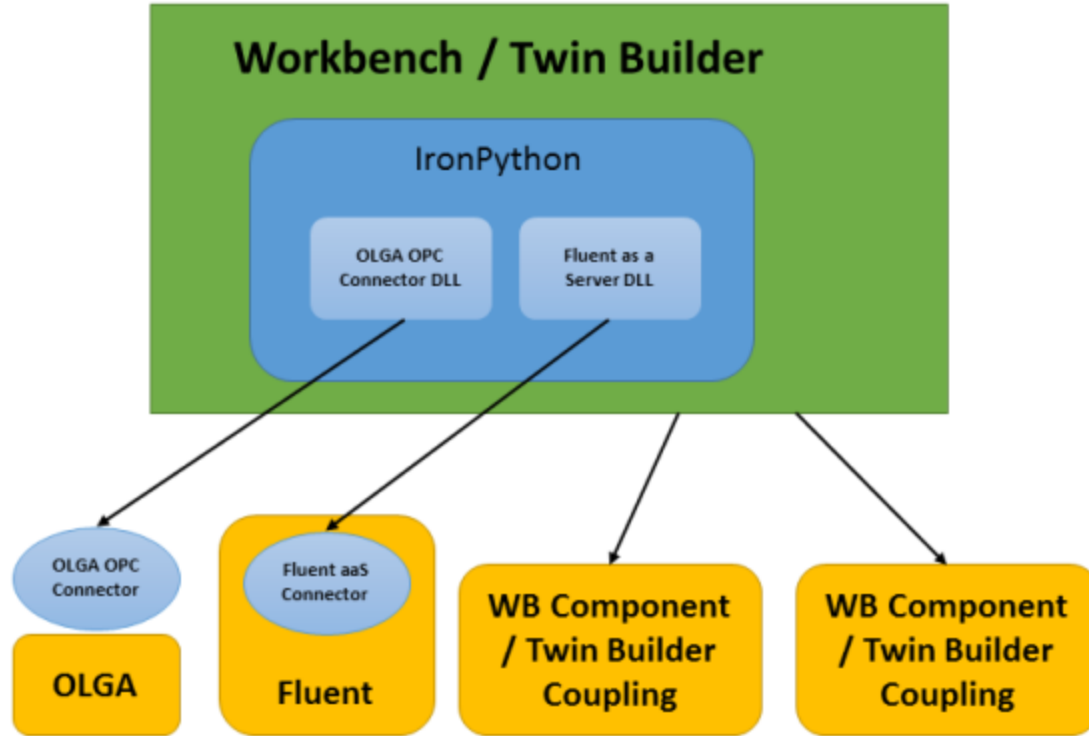 Workbench / Twin Builder
IronPython
OLGA OPC
Connector DLL
Fluent as a
Server DLL
OLGA OPC
Connector
OLGA
Fluent aaS
Connector
Fluent
WB Component
/ Twin Builder
Coupling
WB Component
/ Twin Builder
Coupling